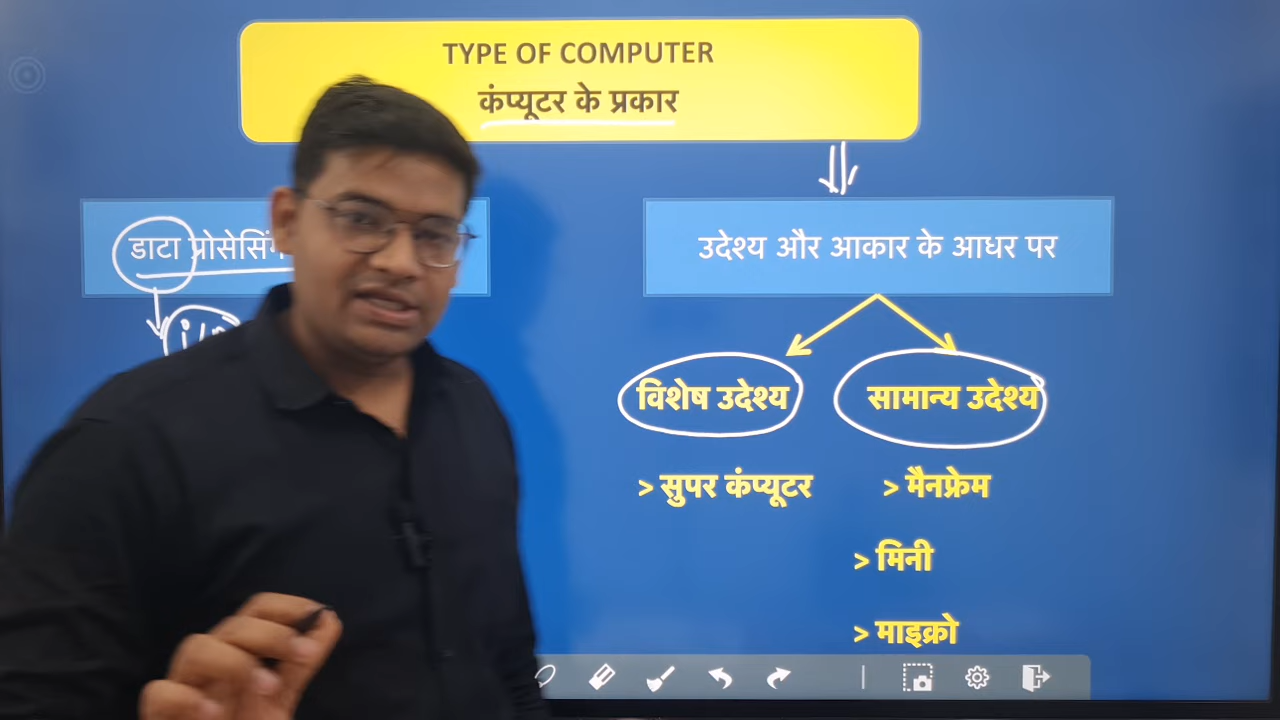 TYPE OF COMPUTER
कंप्यूटर के प्रकार
डाटा प्रोसेसिंग
उदेश्य और आकार के आधर पर
विशेष उदेश्य
सामान्य उदेश्य
> सुपर कंप्यूटर
> मैनफ्रेम
> मिनी
> माइक्रो